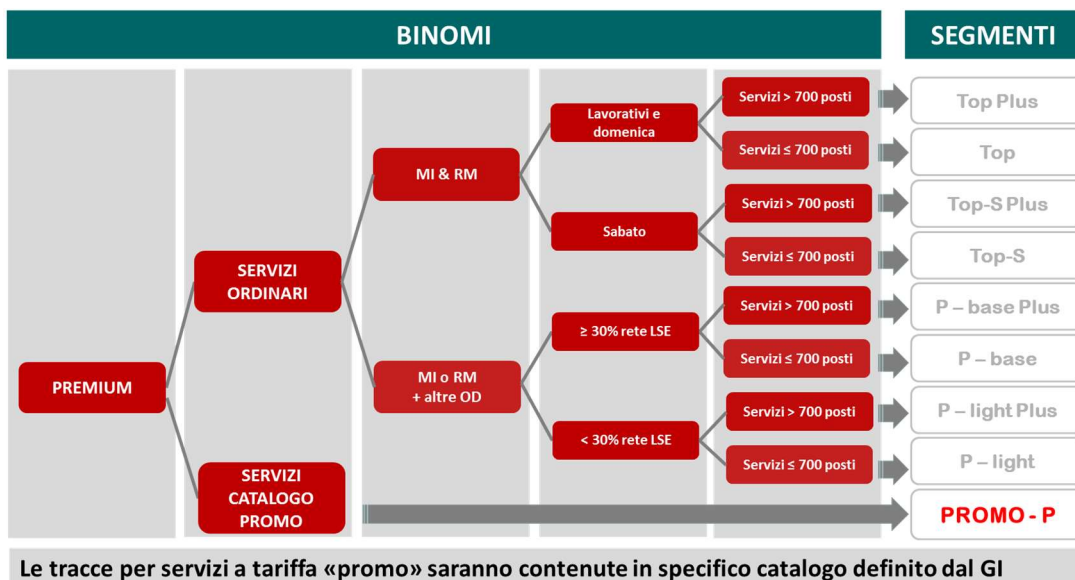 BINOMI
SEGMENTI
PREMIUM
SERVIZI
ORDINARI
SERVIZI
CATALOGO
PROMO
MI & RM
MI o RM
+ altre OD
Lavorativi e
domenica
Sabato
≥ 30% rete LSE
< 30% rete LSE
Servizi > 700 posti
Servizi ≤ 700 posti
Servizi > 700 posti
Servizi ≤ 700 posti
Servizi > 700 posti
Servizi ≤ 700 posti
Servizi > 700 posti
Servizi ≤ 700 posti
Top Plus
Top
Top-S Plus
Top-S
P – base Plus
P – base
P – light Plus
P – light
PROMO - P
Le tracce per servizi a tariffa «promo» saranno contenute in specifico catalogo definito dal GI